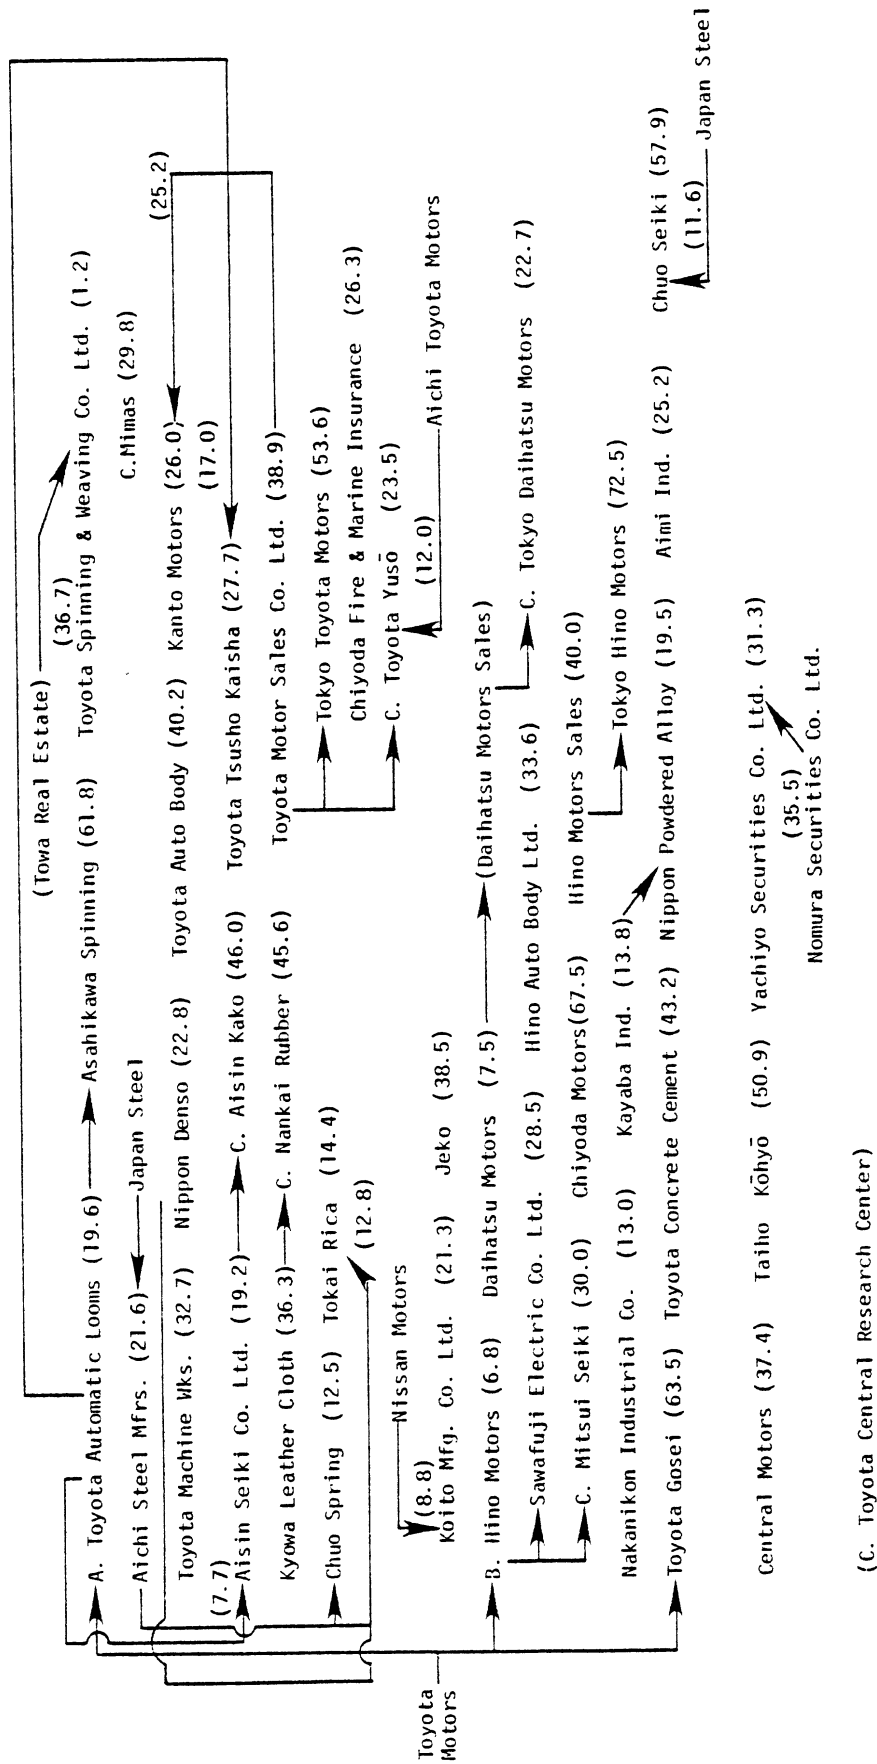 (Towa Real Estate)
(36.7)
A. Toyota Automatic Looms (19.6) Asahikawa Spinning (61.8) Toyota Spinning & Weaving Co. Ltd. (1.2)
Aichi Steel Mfrs. (21.6) Japan Steel C.Mimas (29.8)
(25.2)
Toyota Machine Wks. (32.7) Nippon Denso (22.8) Toyota Auto Body (40.2) Kanto Motors (26.0)
(17.0)
(7.7)
Aisin Seiki Co. Ltd. (19.2) C. Aisin Kako (46.0) Toyota Tsusho Kaisha (27.7)
Kyowa Leather Cloth (36.3) C. Nankai Rubber (45.6) Toyota Motor Sales Co. Ltd. (38.9)
Chuo Spring (12.5) Tokai Rica (14.4) Tokyo Toyota Motors (53.6)
(12.8)
Chiyoda Fire & Marine Insurance (26.3)
C. Toyota Yusō (23.5)
(12.0)
Aichi Toyota Motors
Nissan Motors
(8.8)
Koito Mfg. Co. Ltd. (21.3) Jeko (38.5)
Toyota
Motors
B. Hino Motors (6.8) Daihatsu Motors (7.5) (Daihatsu Motors Sales)
C. Tokyo Daihatsu Motors (22.7)
Sawafuji Electric Co. Ltd. (28.5) Hino Auto Body Ltd. (33.6)
C. Mitsui Seiki (30.0) Chiyoda Motors(67.5) Hino Motors Sales (40.0)
Tokyo Hino Motors (72.5)
Nakanikon Industrial Co. (13.0) Kayaba Ind. (13.8)
Toyota Gosei (63.5) Toyota Concrete Cement (43.2) Nippon Powdered Alloy (19.5) Aimi Ind. (25.2) Chuo Seiki (57.9)
(11.6)
Japan Steel
Central Motors (37.4) Taiho Kōhyō (50.9) Yachiyo Securities Co. Ltd. (31.3)
(35.5)
Nomura Securities Co. Ltd.
(C. Toyota Central Research Center)